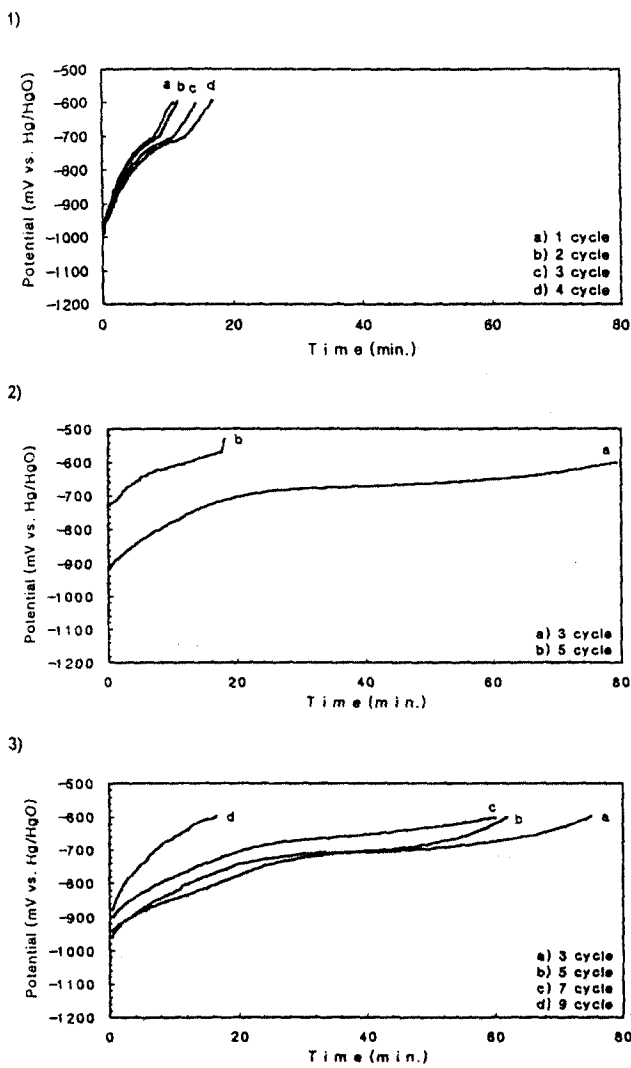 1)
Potential (mV vs. Hg/HgO)
-500
-600
-700
-800
-900
-1000
-1100
-1200
a b c d
a) 1 cycle
b) 2 cycle
c) 3 cycle
d) 4 cycle
0 20 40 60 80
Time (min.)
2)
Potential (mV vs. Hg/HgO)
-500
-600
-700
-800
-900
-1000
-1100
-1200
b
a
a) 3 cycle
b) 5 cycle
0 20 40 60 80
Time (min.)
3)
Potential (mV vs. Hg/HgO)
-500
-600
-700
-800
-900
-1000
-1100
-1200
d c b a
a) 3 cycle
b) 5 cycle
c) 7 cycle
d) 9 cycle
0 20 40 60 80
Time (min.)